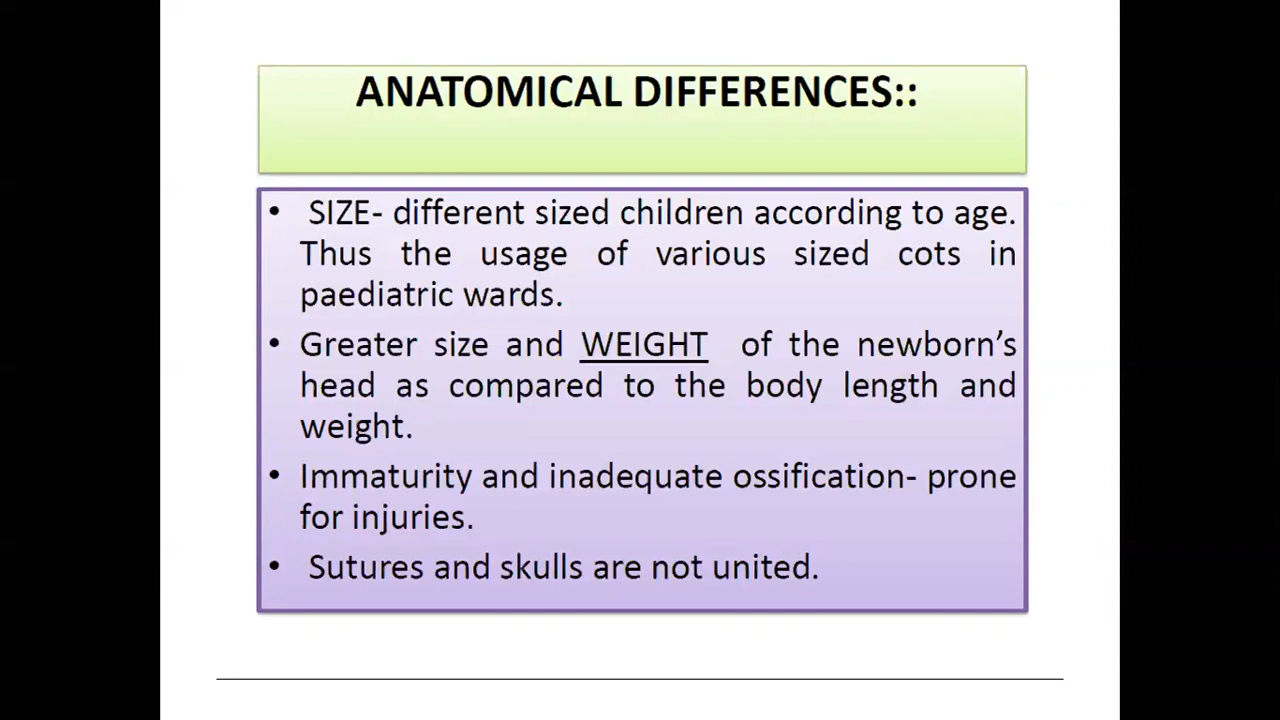 ANATOMICAL DIFFERENCES::
• SIZE- different sized children according to age.
Thus the usage of various sized cots in
paediatric wards.
• Greater size and WEIGHT of the newborn’s
head as compared to the body length and
weight.
• Immaturity and inadequate ossification- prone
for injuries.
• Sutures and skulls are not united.